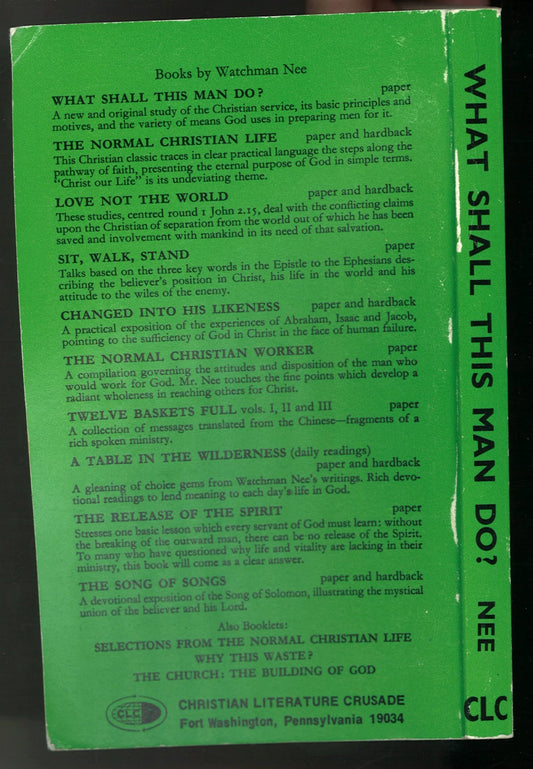 Books by Watchman Nee
WHAT SHALL THIS MAN DO? paper
A new and original study of the Christian service, its basic principles and
motives, and the variety of means God uses in preparing men for it.
THE NORMAL CHRISTIAN LIFE paper and hardback
This Christian classic traces in clear practical language the steps along the
pathway of faith, presenting the eternal purpose of God in simple terms.
"Christ our Life" is its undeviating theme.
LOVE NOT THE WORLD paper and hardback
These studies, centred round 1 John 2.15, deal with the conflicting claims
upon the Christian of separation from the world out of which he has been
saved and involvement with mankind in its need of that salvation.
SIT, WALK, STAND paper
Talks based on the three key words in the Epistle to the Ephesians des-
cribing the believer's position in Christ, his life in the world and his
attitude to the wiles of the enemy.
CHANGED INTO HIS LIKENESS paper and hardback
A practical exposition of the experiences of Abraham, Isaac and Jacob,
pointing to the sufficiency of God in Christ in the face of human failure.
THE NORMAL CHRISTIAN WORKER paper
A compilation governing the attitudes and disposition of the man who
would work for God. Mr. Nee touches the fine points which develop a
radiant wholeness in reaching others for Christ.
TWELVE BASKETS FULL vols. I, II and III paper
A collection of messages translated from the Chinese—fragments of a
rich spoken ministry.
A TABLE IN THE WILDERNESS (daily readings)
paper and hardback
A gleaning of choice gems from Watchman Nee's writings. Rich devo-
tional readings to lend meaning to each day's life in God.
THE RELEASE OF THE SPIRIT paper
Stresses one basic lesson which every servant of God must learn: without
the breaking of the outward man, there can be no release of the Spirit.
To many who have questioned why life and vitality are lacking in their
ministry, this book will come as a clear answer.
THE SONG OF SONGS paper and hardback
A devotional exposition of the Song of Solomon, illustrating the mystical
union of the believer and his Lord.
Also Booklets:
SELECTIONS FROM THE NORMAL CHRISTIAN LIFE
WHY THIS WASTE?
THE CHURCH: THE BUILDING OF GOD
CLC
CHRISTIAN LITERATURE CRUSADE
Fort Washington, Pennsylvania 19034
WHAT SHALL THIS MAN DO? NEE
CLC